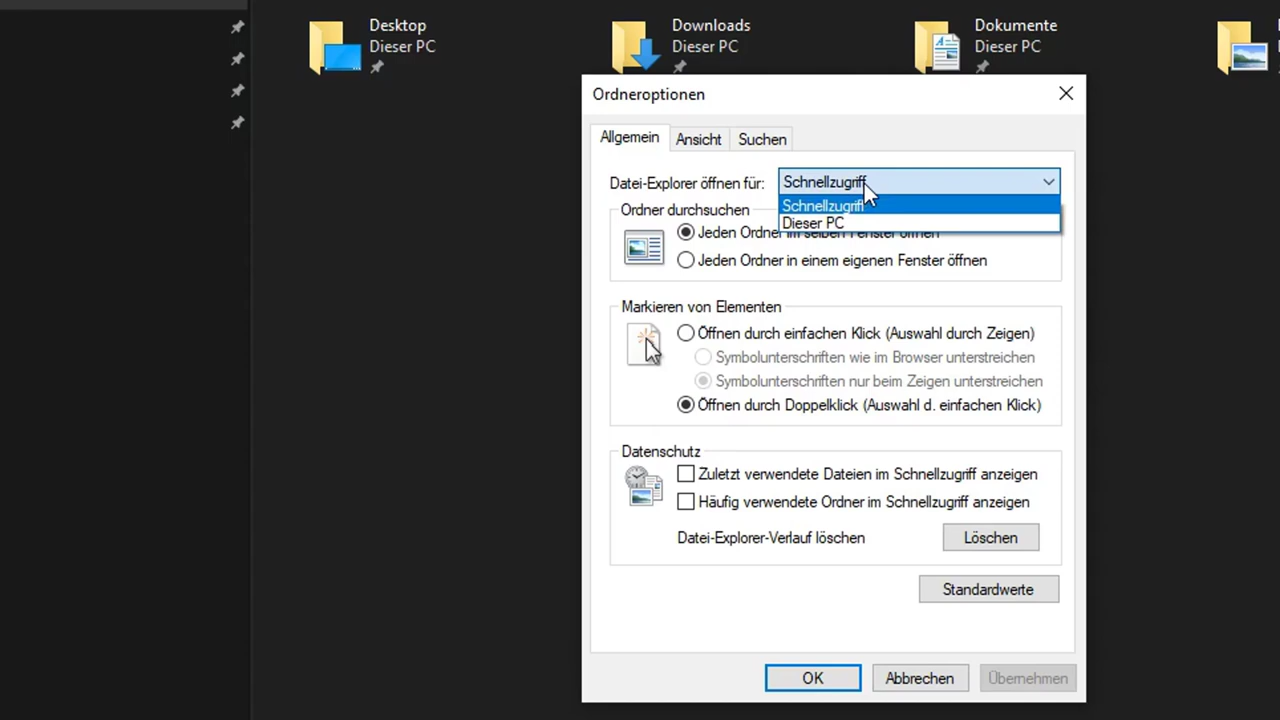 Desktop
Dieser PC
Downloads
Dieser PC
Dokumente
Dieser PC
Ordneroptionen
Allgemein
Ansicht
Suchen
Datei-Explorer öffnen für:
Schnellzugriff
Schnellzugriff
Dieser PC
Ordner durchsuchen
Jeden Ordner im selben Fenster öffnen
Jeden Ordner in einem eigenen Fenster öffnen
Markieren von Elementen
Öffnen durch einfachen Klick (Auswahl durch Zeigen)
Symbolunterschriften wie im Browser unterstreichen
Symbolunterschriften nur beim Zeigen unterstreichen
Öffnen durch Doppelklick (Auswahl d. einfachen Klick)
Datenschutz
Zuletzt verwendete Dateien im Schnellzugriff anzeigen
Häufig verwendete Ordner im Schnellzugriff anzeigen
Datei-Explorer-Verlauf löschen
Löschen
Standardwerte
OK
Abbrechen
Übernehmen